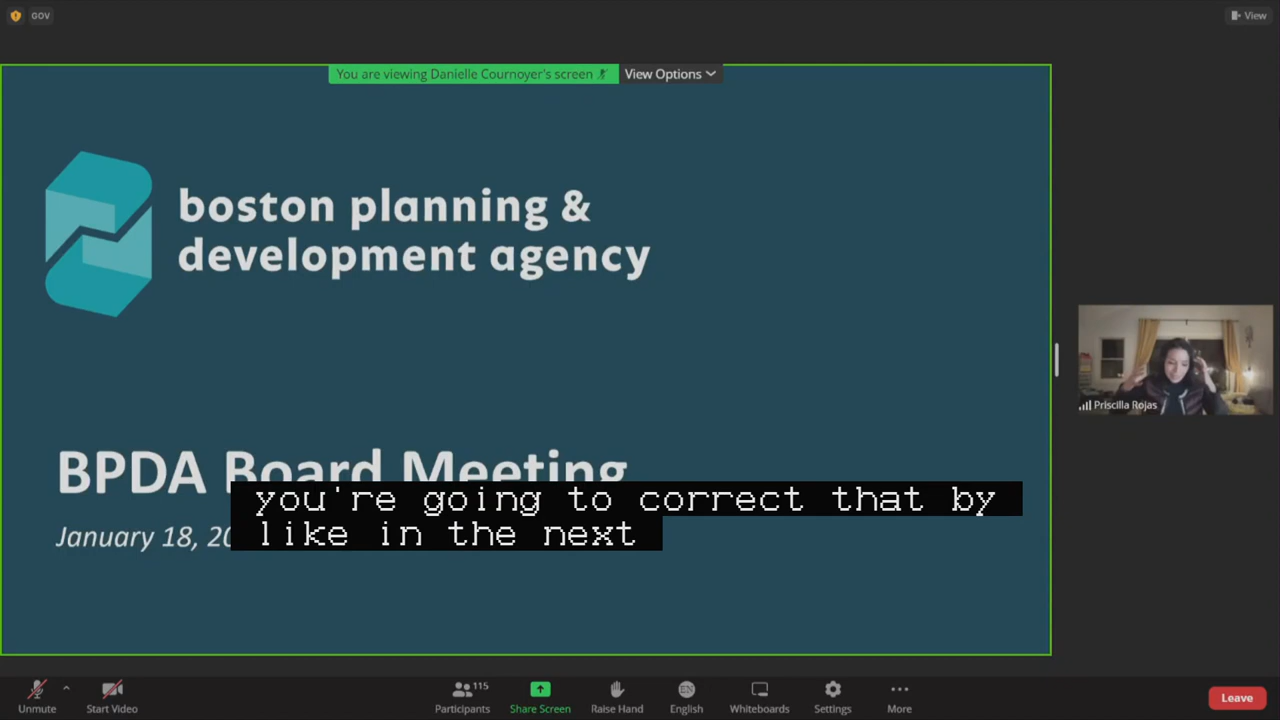 GOV
View
You are viewing Danielle Cournoyer's screen
View Options
boston planning &
development agency
BPDA Board Meeting
January 18, 20
you're going to correct that by
like in the next
Priscilla Rojas
Unmute
Start Video
115
Participants
Share Screen
Raise Hand
EN
English
Whiteboards
Settings
More
Leave